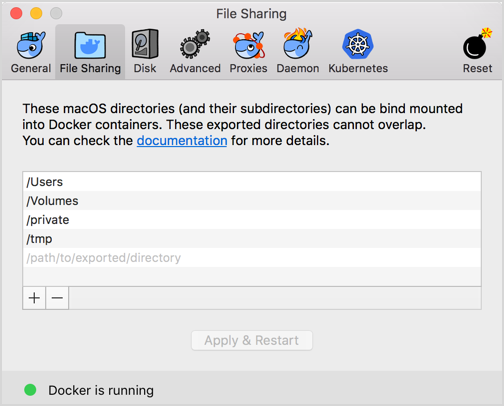 File Sharing
General File Sharing Disk Advanced Proxies Daemon Kubernetes Reset
These macOS directories (and their subdirectories) can be bind mounted
into Docker containers. These exported directories cannot overlap.
You can check the documentation for more details.
/Users
/Volumes
/private
/tmp
/path/to/exported/directory
+ −
Apply & Restart
Docker is running